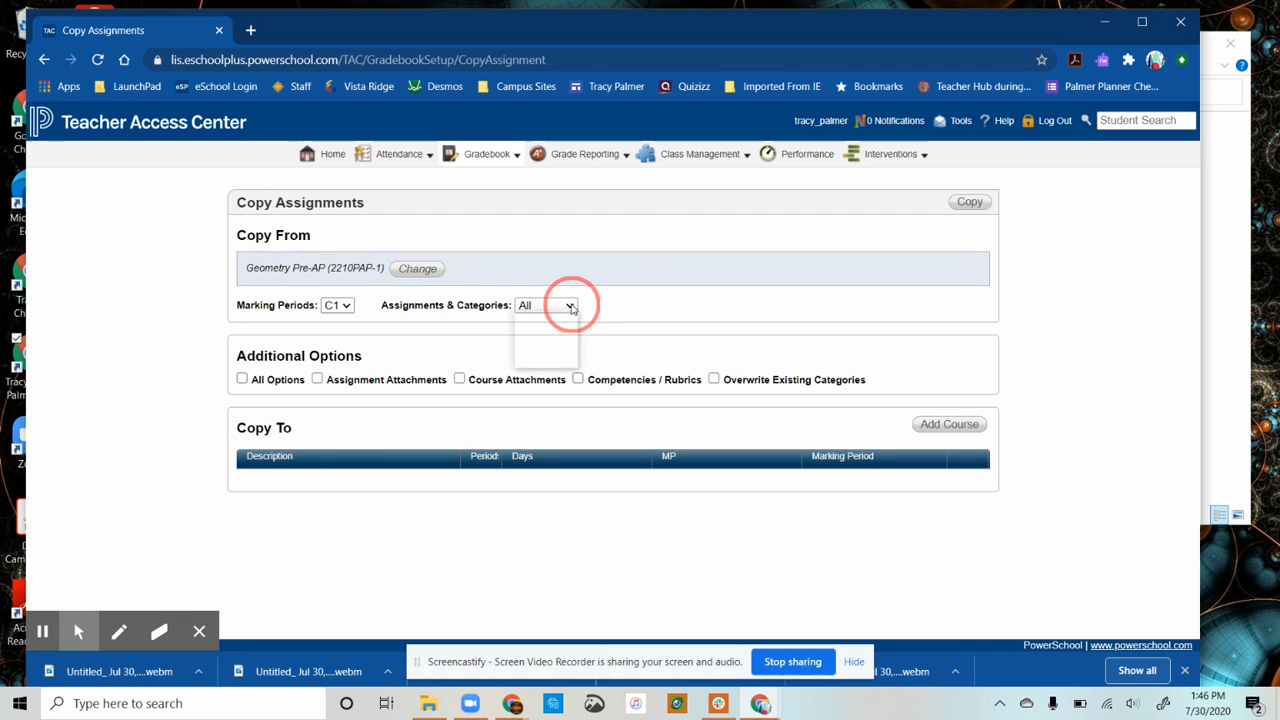 TAC Copy Assignments
lis.eschoolplus.powerschool.com/TAC/GradebookSetup/CopyAssignment
Apps LaunchPad eSP eSchool Login Staff Vista Ridge Desmos Campus Sites Tracy Palmer Quizizz Imported From IE Bookmarks Teacher Hub during... Palmer Planner Che...
Teacher Access Center
tracy_palmer 0 Notifications Tools ? Help Log Out Student Search
Home Attendance Gradebook Grade Reporting Class Management Performance Interventions
Copy Assignments Copy
Copy From
Geometry Pre-AP (2210PAP-1) Change
Marking Periods: C1 Assignments & Categories: All
Additional Options
All Options Assignment Attachments Course Attachments Competencies / Rubrics Overwrite Existing Categories
Copy To Add Course
Description Periods Days MP Marking Period
PowerSchool | www.powerschool.com
Untitled_ Jul 30,....webm Untitled_ Jul 30,....webm Screencastify - Screen Video Recorder is sharing your screen and audio. Stop sharing Hide 30,....webm Show all
Type here to search
1:46 PM
7/30/2020
2